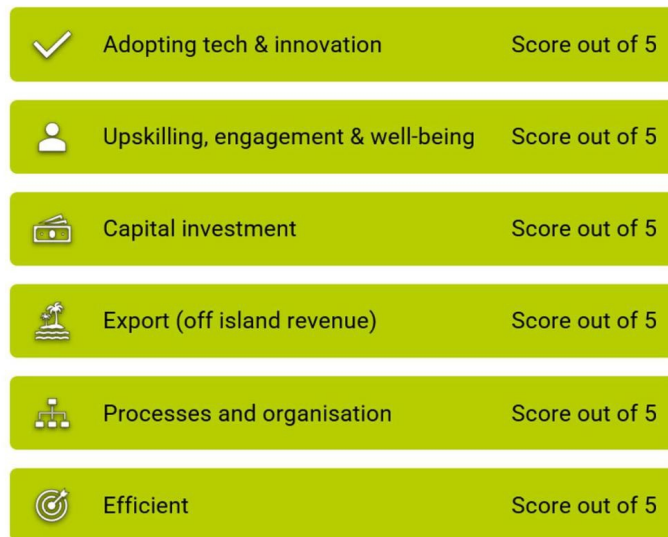 Adopting tech & innovation Score out of 5
Upskilling, engagement & well-being Score out of 5
Capital investment Score out of 5
Export (off island revenue) Score out of 5
Processes and organisation Score out of 5
Efficient Score out of 5